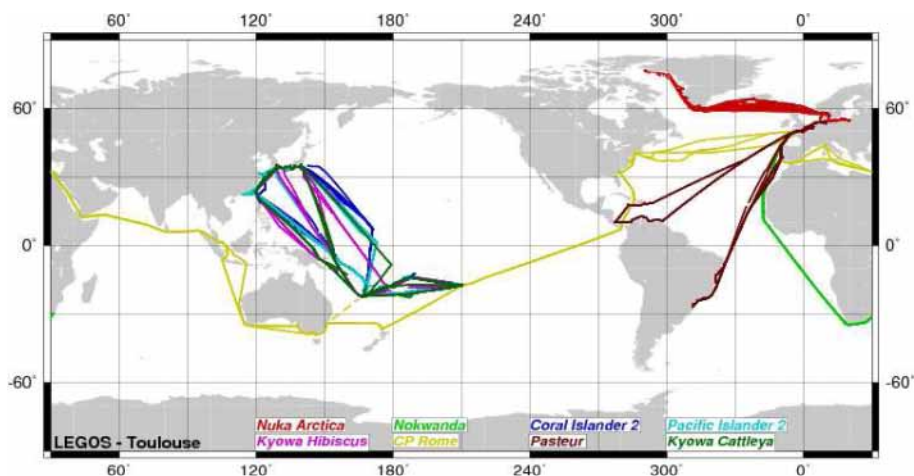 60° 120° 180° 240° 300° 0°
60° 60°
0° 0°
-60° -60°
Nuka Arctica Nokwanda Coral Islander 2 Pacific Islander 2
LEGOS - Toulouse Kyowa Hibiscus CP Rome Pasteur Kyowa Cattleya
60° 120° 180° 240° 300° 0°